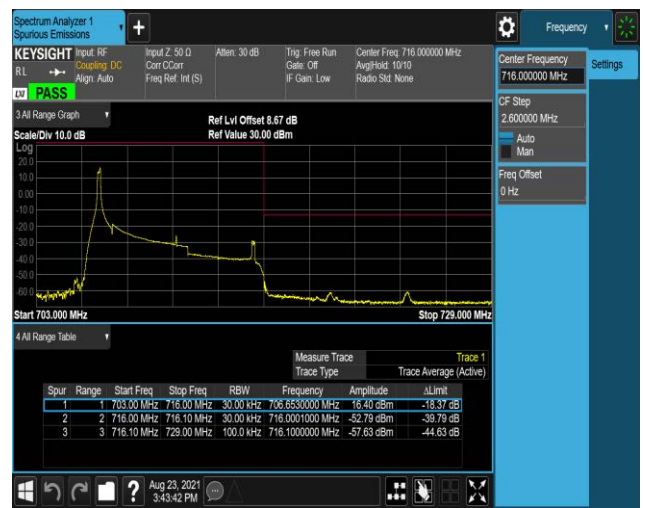 Spectrum Analyzer 1
Spurious Emissions
Frequency
KEYSIGHT
Input: RF
Coupling: DC
Align: Auto
Input Z: 50 Ω
Corr CCorr
Freq Ref: Int (S)
Atten: 30 dB
Trig: Free Run
Gate: Off
IF Gain: Low
Center Freq: 716.000000 MHz
Avg|Hold: 10/10
Radio Std: None
RL
LXI
PASS
Center Frequency
716.000000 MHz
Settings
CF Step
2.600000 MHz
Auto
Man
Freq Offset
0 Hz
3 All Range Graph
Ref Lvl Offset 8.67 dB
Scale/Div 10.0 dB
Ref Value 30.00 dBm
Log
20.0
10.0
0.00
-10.0
-20.0
-30.0
-40.0
-50.0
-60.0
Start 703.000 MHz
Stop 729.000 MHz
4 All Range Table
Measure Trace Trace 1
Trace Type Trace Average (Active)
Spur Range Start Freq Stop Freq RBW Frequency Amplitude ΔLimit
1 1 703.00 MHz 716.00 MHz 30.00 kHz 706.6530000 MHz 16.40 dBm -18.37 dB
2 2 716.00 MHz 716.10 MHz 30.00 kHz 716.0001000 MHz -52.79 dBm -39.79 dB
3 3 716.10 MHz 729.00 MHz 100.0 kHz 716.1000000 MHz -57.63 dBm -44.63 dB
?
Aug 23, 2021
3:43:42 PM